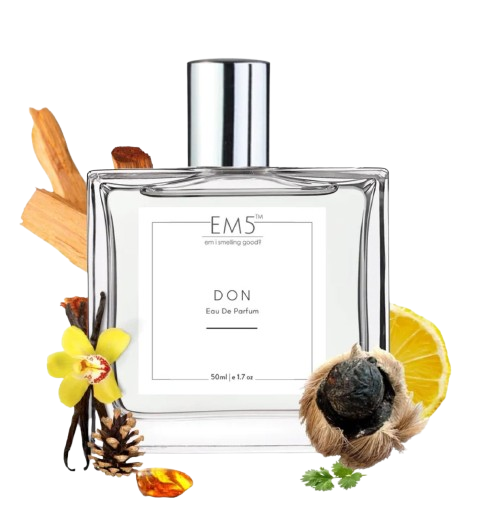 EM5™
em i smelling good?
DON
Eau De Parfum
50ml | e 1.7 oz